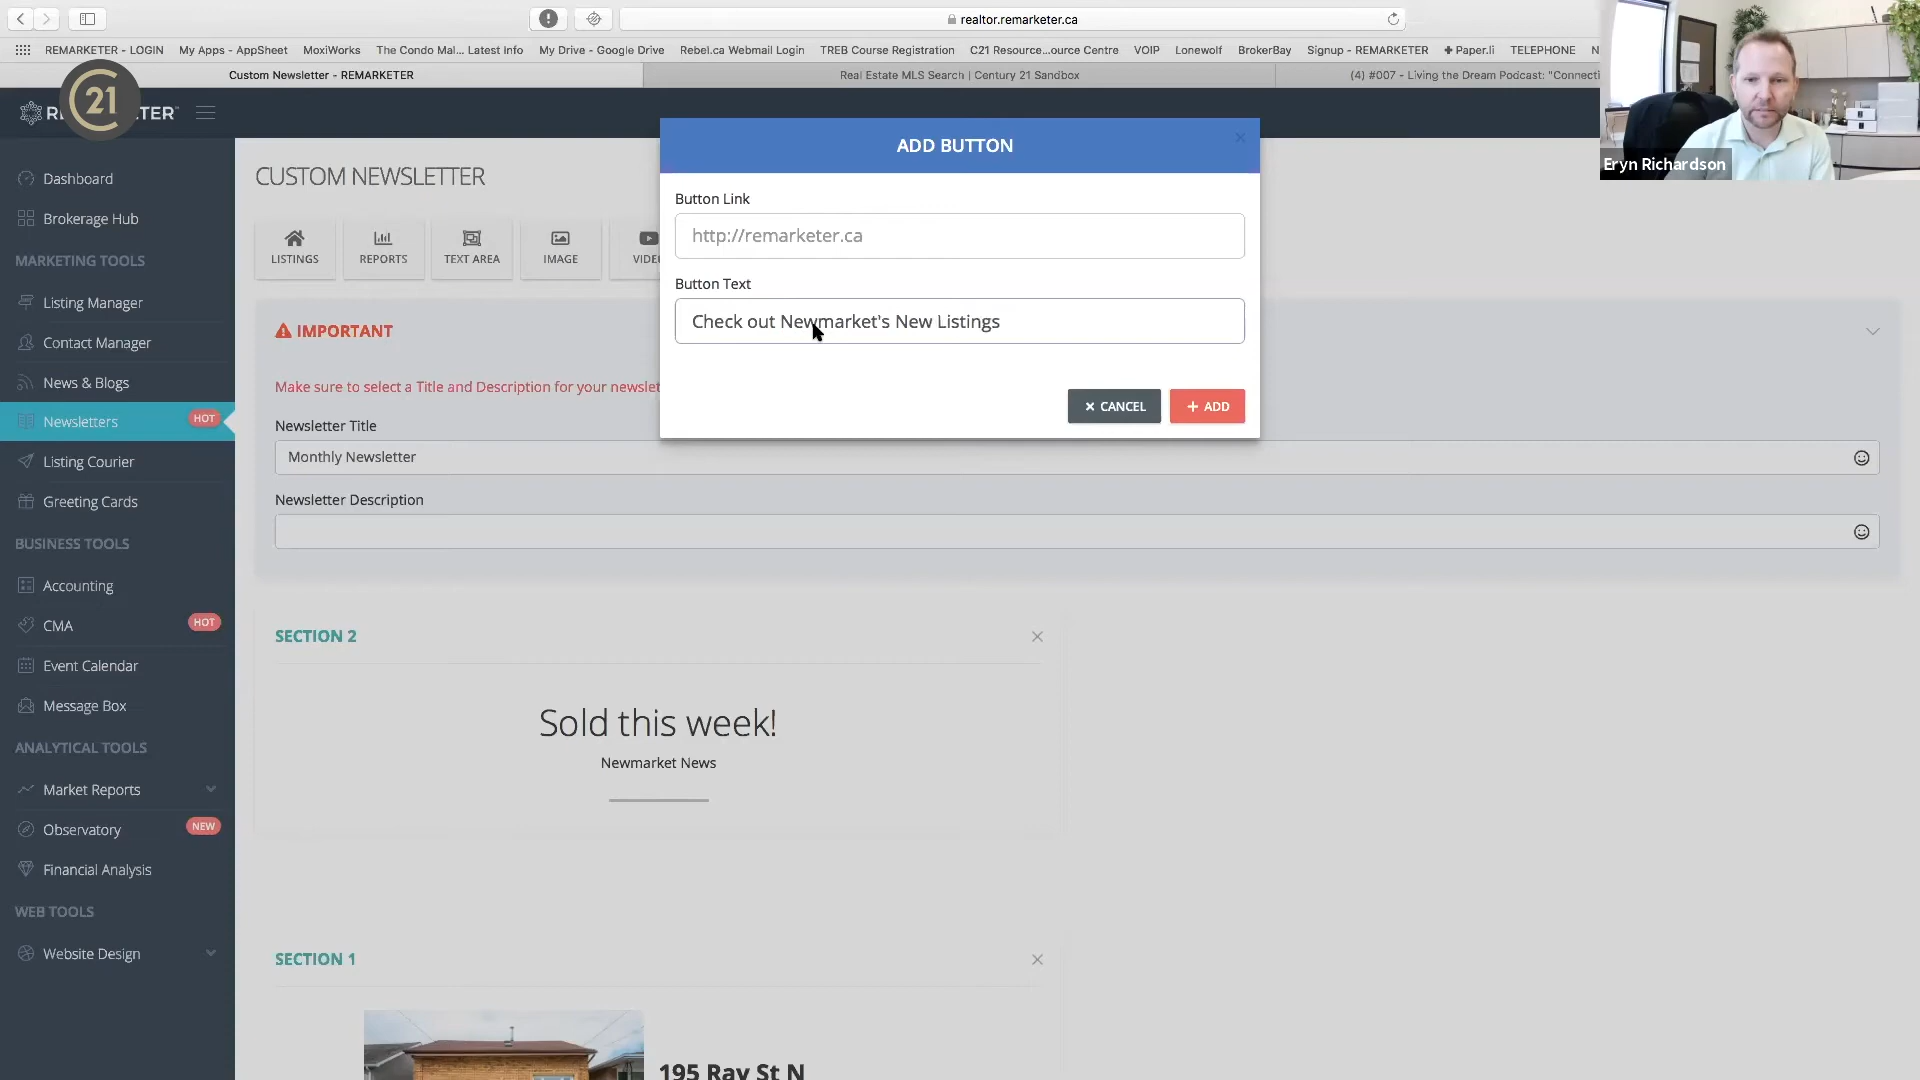 realtor.remarketer.ca
REMARKETER - LOGIN My Apps - AppSheet MoxiWorks The Condo Mal... Latest Info My Drive - Google Drive Rebel.ca Webmail Login TREB Course Registration C21 Resource...ource Centre VOIP Lonewolf BrokerBay Signup - REMARKETER Paper.li TELEPHONE N
Custom Newsletter - REMARKETER Real Estate MLS Search | Century 21 Sandbox (4) #007 - Living the Dream Podcast: "Connecti
21
TER
Eryn Richardson
Dashboard
Brokerage Hub
MARKETING TOOLS
Listing Manager
Contact Manager
News & Blogs
Newsletters HOT
Listing Courier
Greeting Cards
BUSINESS TOOLS
Accounting
CMA HOT
Event Calendar
Message Box
ANALYTICAL TOOLS
Market Reports
Observatory NEW
Financial Analysis
WEB TOOLS
Website Design
CUSTOM NEWSLETTER
LISTINGS REPORTS TEXT AREA IMAGE VIDE
ADD BUTTON
Button Link
http://remarketer.ca
Button Text
Check out Newmarket's New Listings
CANCEL ADD
IMPORTANT
Make sure to select a Title and Description for your newslet
Newsletter Title
Monthly Newsletter
Newsletter Description
SECTION 2
Sold this week!
Newmarket News
SECTION 1
195 Ray St N